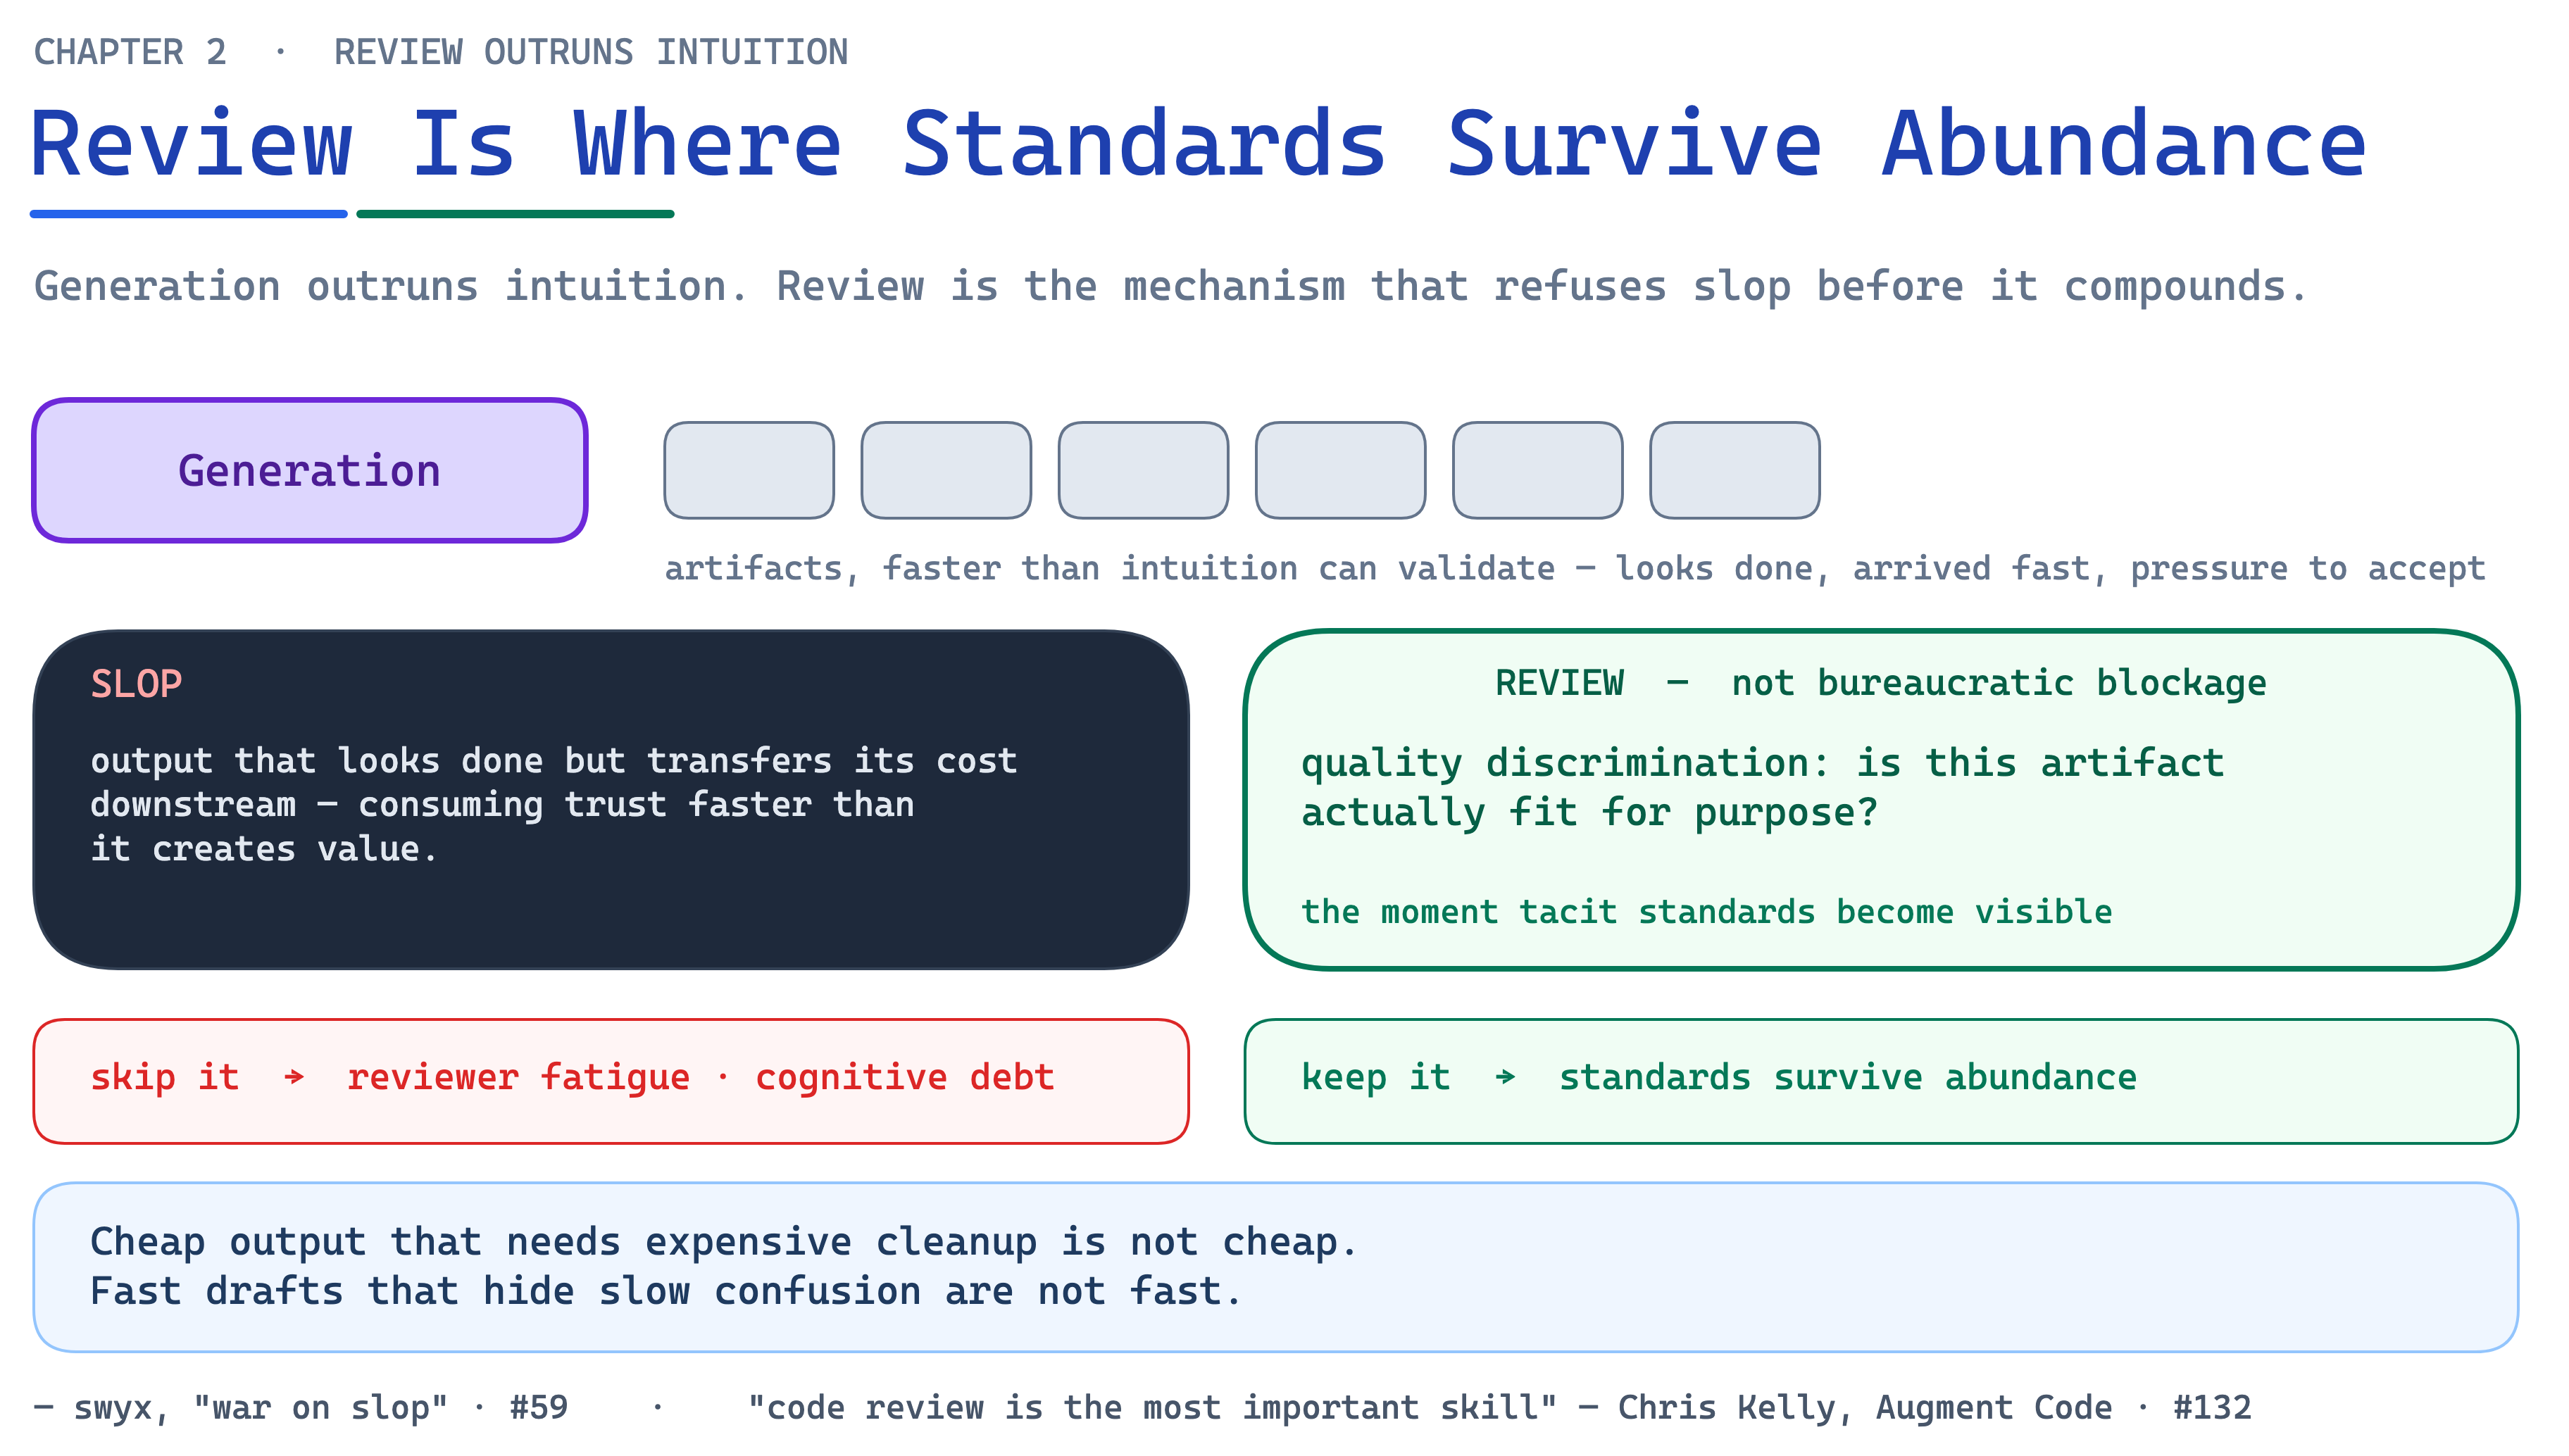 CHAPTER 2 · REVIEW OUTRUNS INTUITION
Review Is Where Standards Survive Abundance
Generation outruns intuition. Review is the mechanism that refuses slop before it compounds.
Generation
artifacts, faster than intuition can validate — looks done, arrived fast, pressure to accept
SLOP
output that looks done but transfers its cost
downstream — consuming trust faster than
it creates value.
REVIEW — not bureaucratic blockage
quality discrimination: is this artifact
actually fit for purpose?
the moment tacit standards become visible
skip it → reviewer fatigue · cognitive debt
keep it → standards survive abundance
Cheap output that needs expensive cleanup is not cheap.
Fast drafts that hide slow confusion are not fast.
— swyx, "war on slop" · #59 · "code review is the most important skill" — Chris Kelly, Augment Code · #132